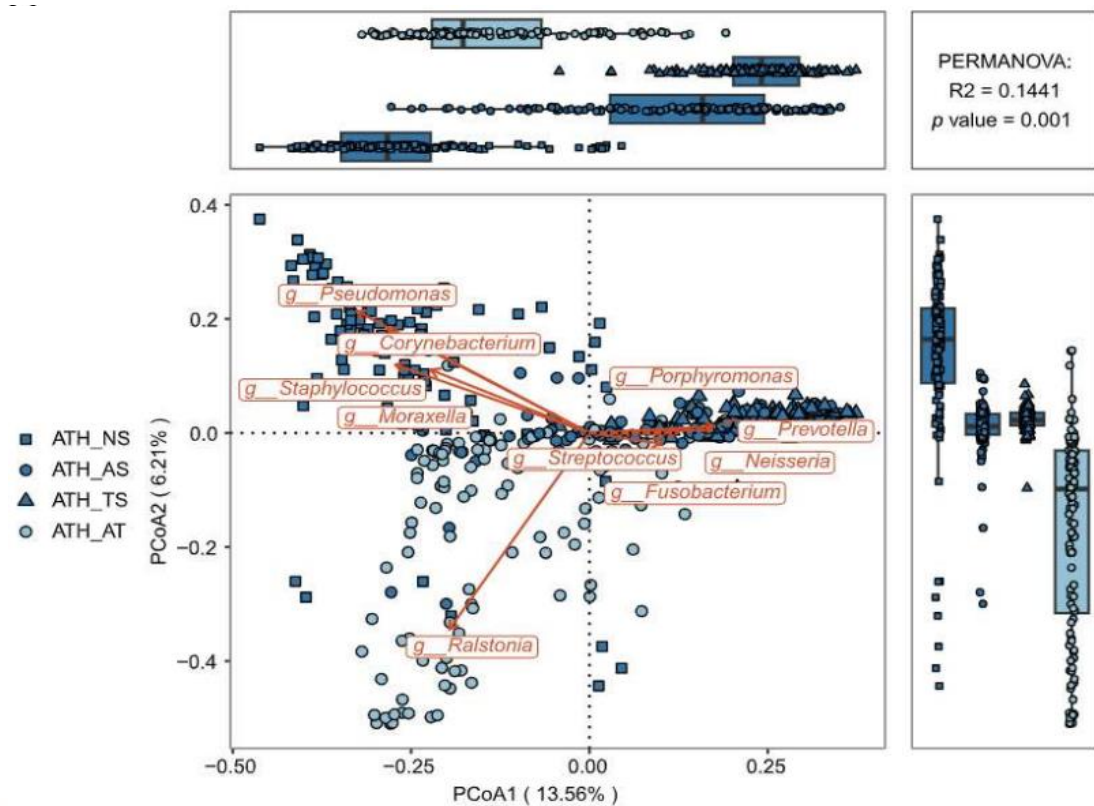 PERMANOVA:
R2 = 0.1441
p value = 0.001
0.4
0.2
0.0
−0.2
−0.4
PCoA2 ( 6.21% )
g__Pseudomonas
g__Corynebacterium
g__Staphylococcus
g__Moraxella
g__Porphyromonas
g__Prevotella
g__Streptococcus
g__Neisseria
g__Fusobacterium
g__Ralstonia
ATH_NS
ATH_AS
ATH_TS
ATH_AT
−0.50
−0.25
0.00
0.25
PCoA1 ( 13.56% )